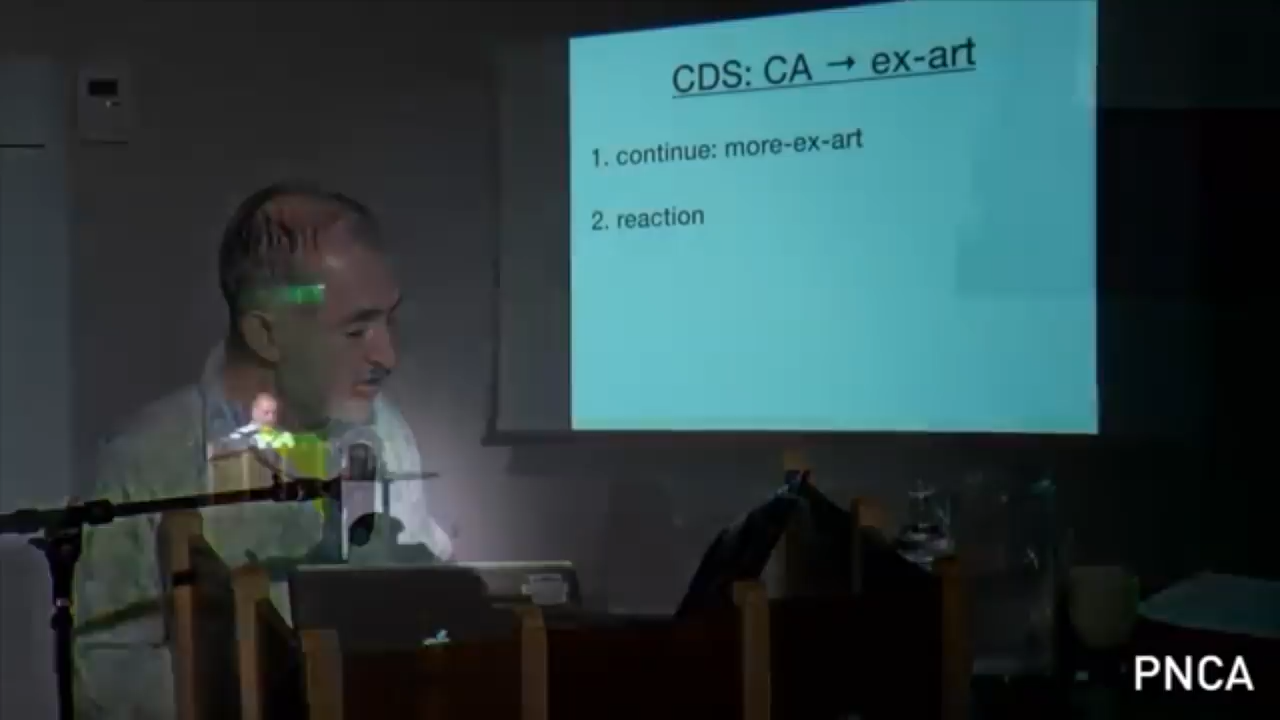 CDS: CA → ex-art
1. continue: more-ex-art
2. reaction
PNCA